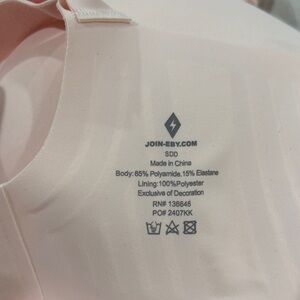 JOIN-EBY.COM
SDD
Made in China
Body:85% Polyamide.15% Elastane
Lining:100%Polyester
Exclusive of Decoration
RN# 136646
PO# 2407KK